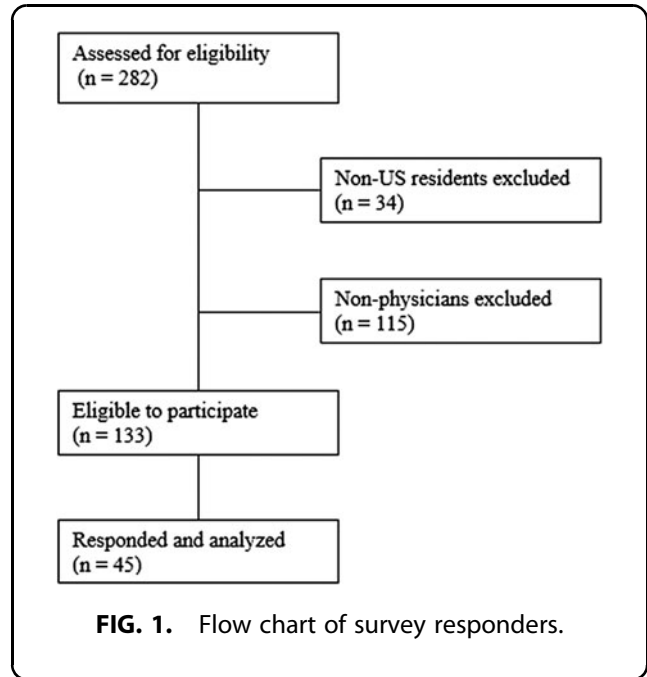 Assessed for eligibility
(n = 282)
Non-US residents excluded
(n = 34)
Non-physicians excluded
(n = 115)
Eligible to participate
(n = 133)
Responded and analyzed
(n = 45)
FIG. 1. Flow chart of survey responders.